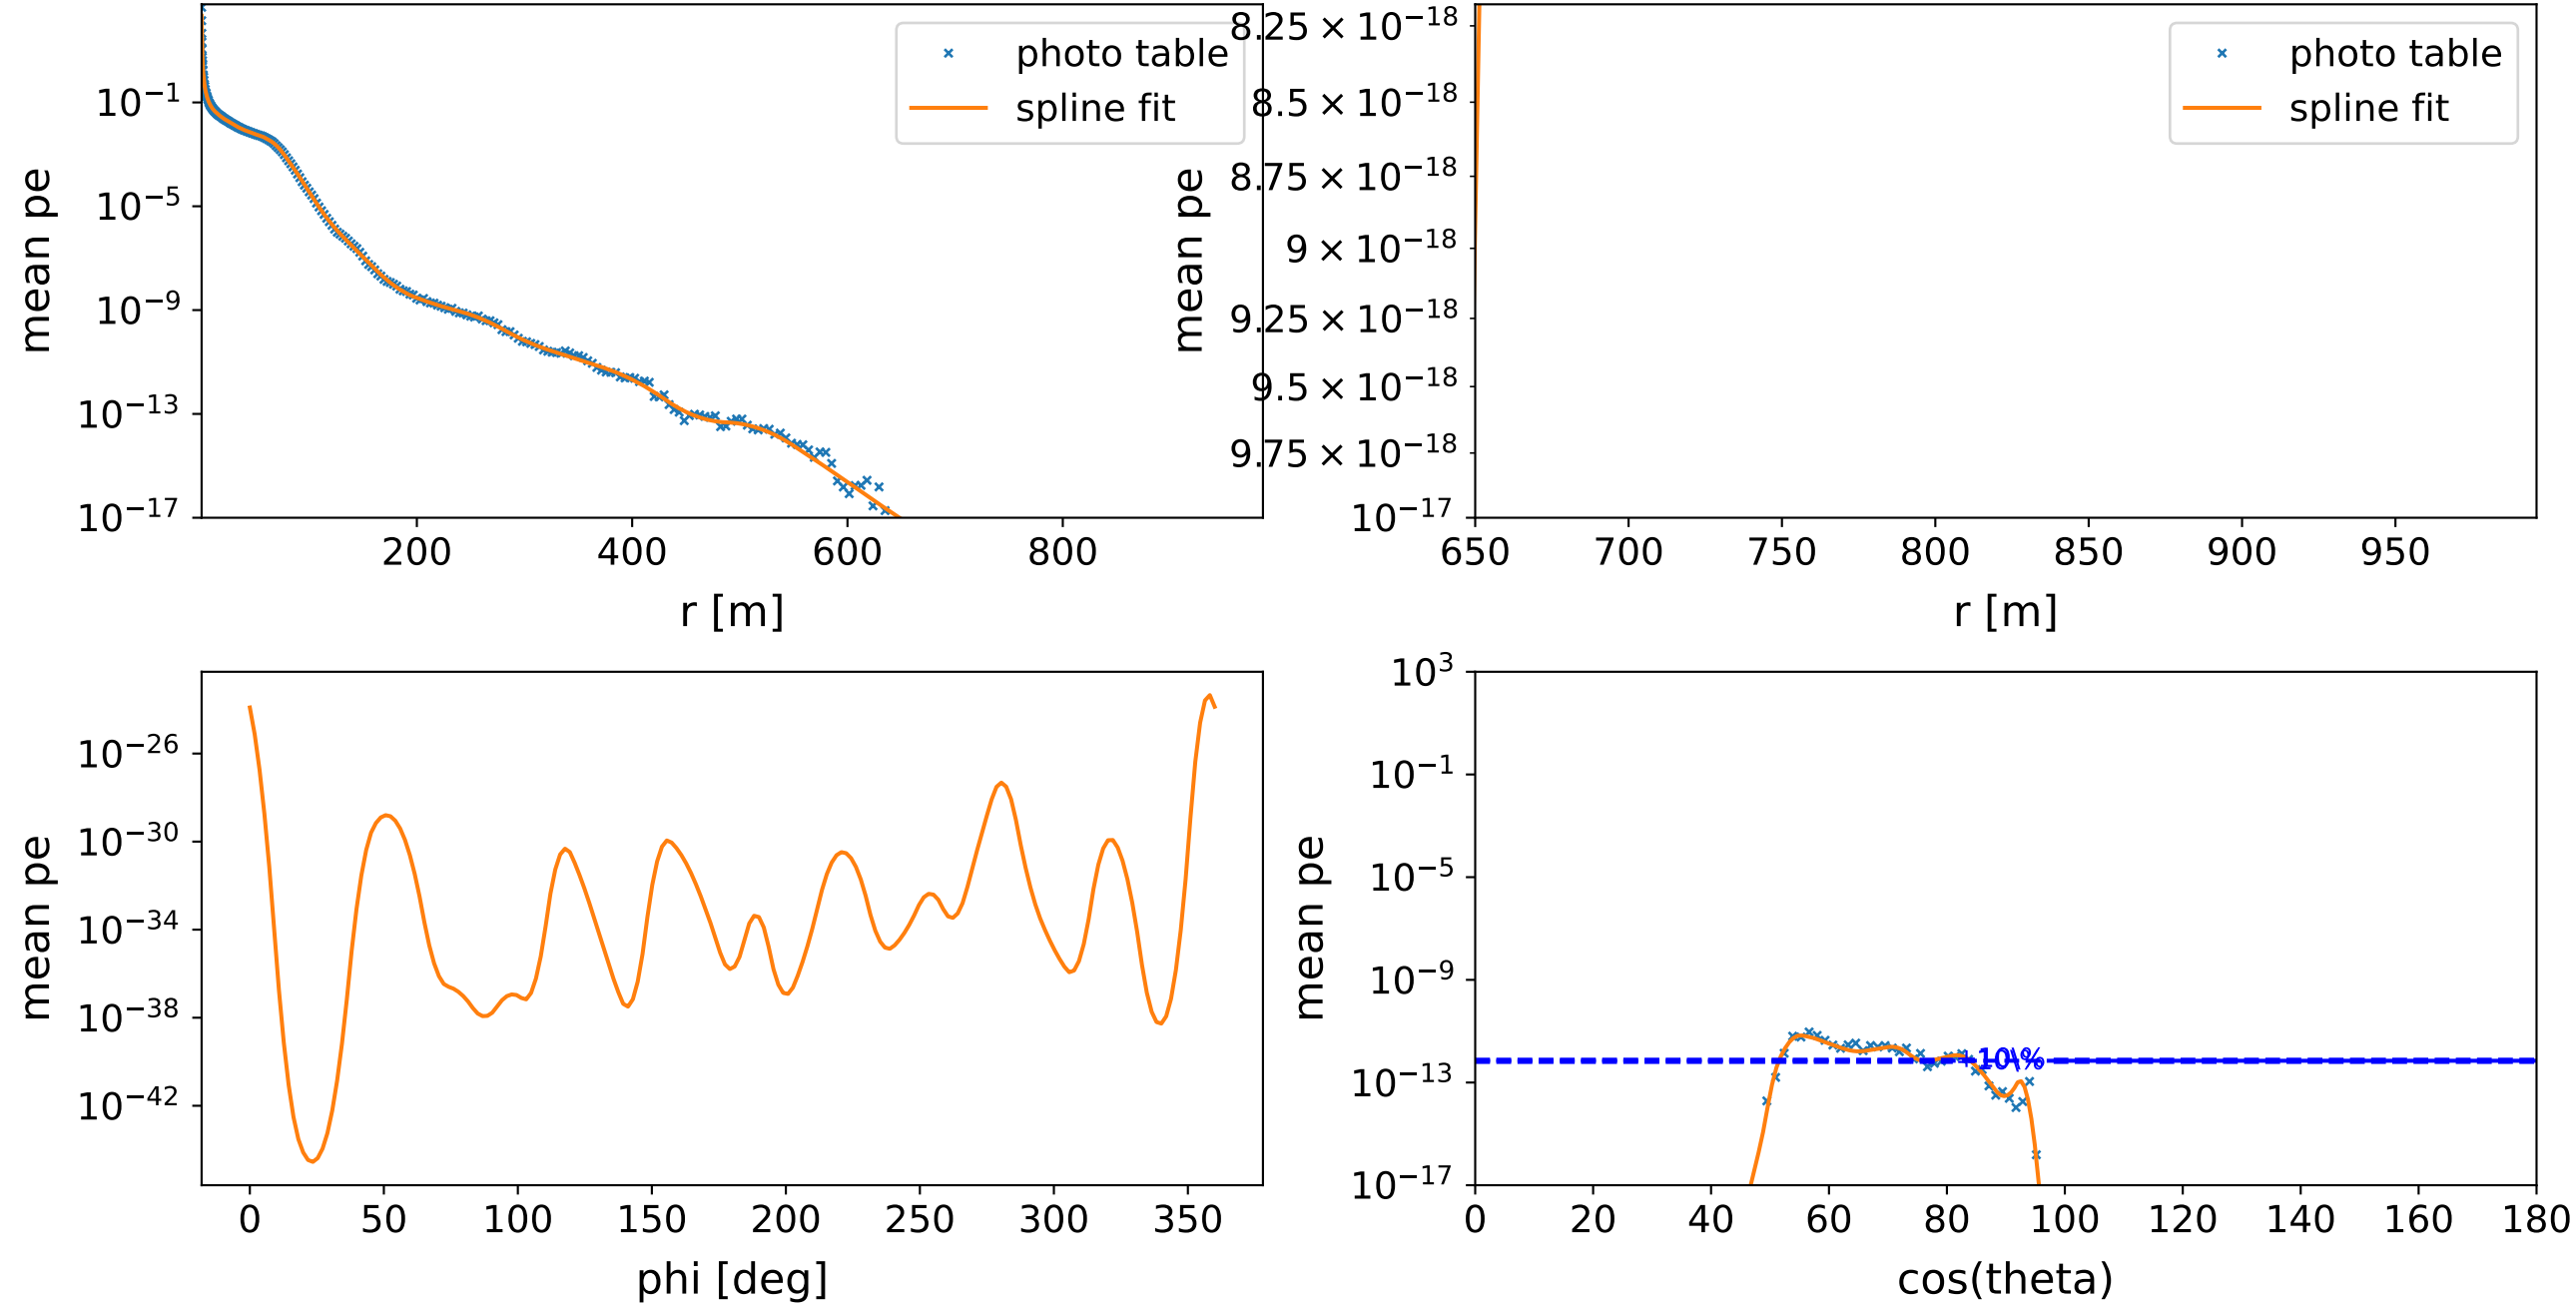 photo table
spline fit
10⁻¹
10⁻⁵
10⁻⁹
10⁻¹³
10⁻¹⁷
mean pe
200 400 600 800
r [m]
photo table
spline fit
8.25 × 10⁻¹⁸
8.5 × 10⁻¹⁸
8.75 × 10⁻¹⁸
9 × 10⁻¹⁸
9.25 × 10⁻¹⁸
9.5 × 10⁻¹⁸
9.75 × 10⁻¹⁸
10⁻¹⁷
mean pe
650 700 750 800 850 900 950
r [m]
10⁻²⁶
10⁻³⁰
10⁻³⁴
10⁻³⁸
10⁻⁴²
mean pe
0 50 100 150 200 250 300 350
phi [deg]
10³
10⁻¹
10⁻⁵
10⁻⁹
10⁻¹³
10⁻¹⁷
mean pe
10\%
0 20 40 60 80 100 120 140 160 180
cos(theta)